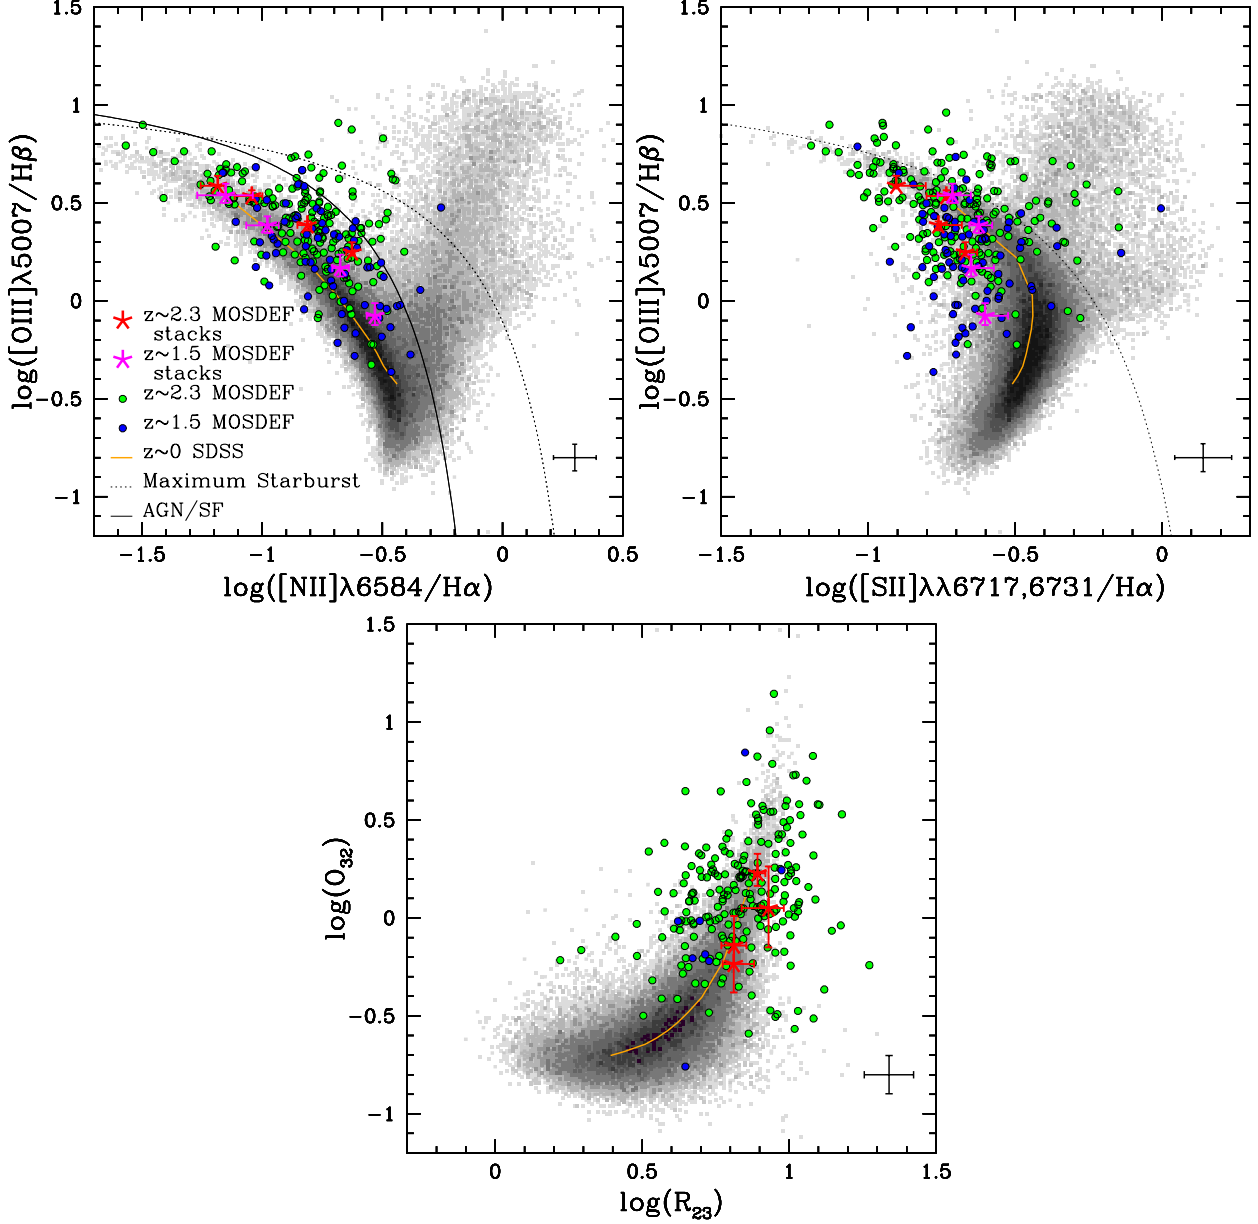 1.5
1
0.5
0
−0.5
−1
log([OIII]λ5007/Hβ)
z~2.3 MOSDEF
stacks
z~1.5 MOSDEF
stacks
z~2.3 MOSDEF
z~1.5 MOSDEF
z~0 SDSS
Maximum Starburst
AGN/SF
−1.5
−1
−0.5
0
0.5
log([NII]λ6584/Hα)
1.5
1
0.5
0
−0.5
−1
log([OIII]λ5007/Hβ)
−1.5
−1
−0.5
0
log([SII]λλ6717,6731/Hα)
1.5
1
0.5
0
−0.5
−1
log(O32)
0
0.5
1
1.5
log(R23)